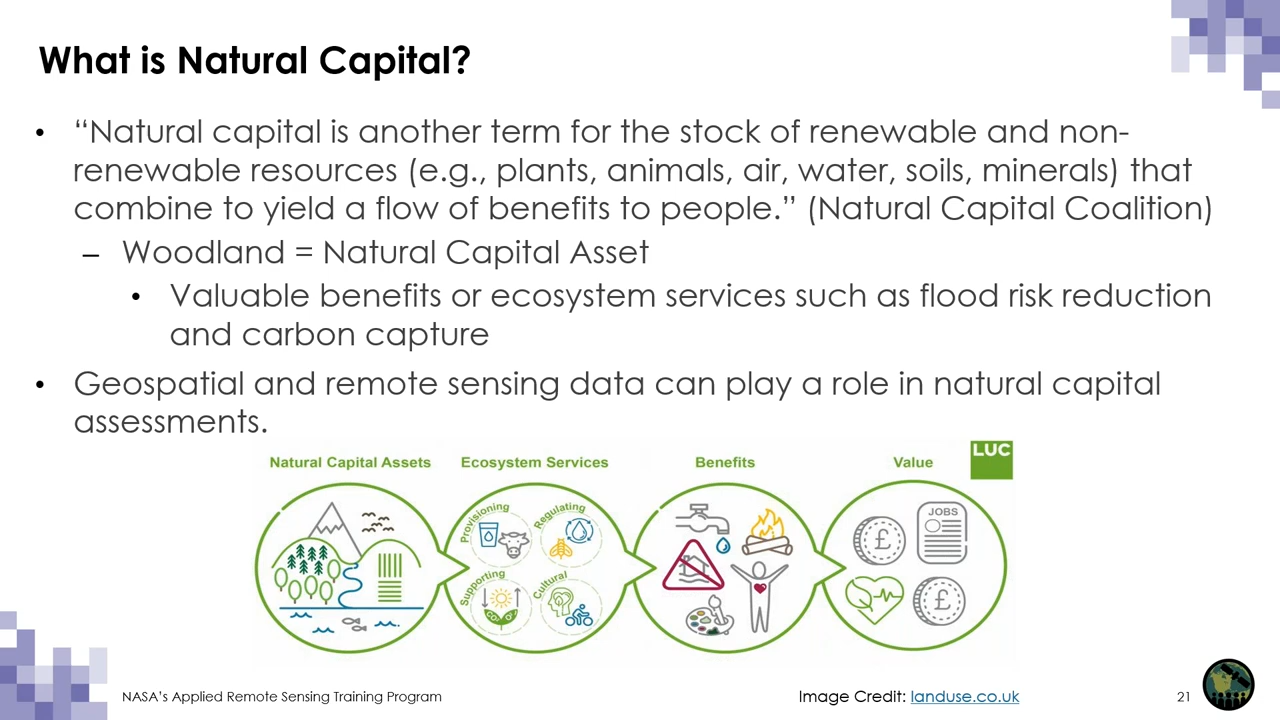 What is Natural Capital?
• “Natural capital is another term for the stock of renewable and non-
renewable resources (e.g., plants, animals, air, water, soils, minerals) that
combine to yield a flow of benefits to people.” (Natural Capital Coalition)
– Woodland = Natural Capital Asset
• Valuable benefits or ecosystem services such as flood risk reduction
and carbon capture
• Geospatial and remote sensing data can play a role in natural capital
assessments.
Natural Capital Assets
Ecosystem Services
Benefits
Value
LUC
Provisioning
Regulating
Supporting
Cultural
£
JOBS
£
NASA’s Applied Remote Sensing Training Program
Image Credit: landuse.co.uk
21